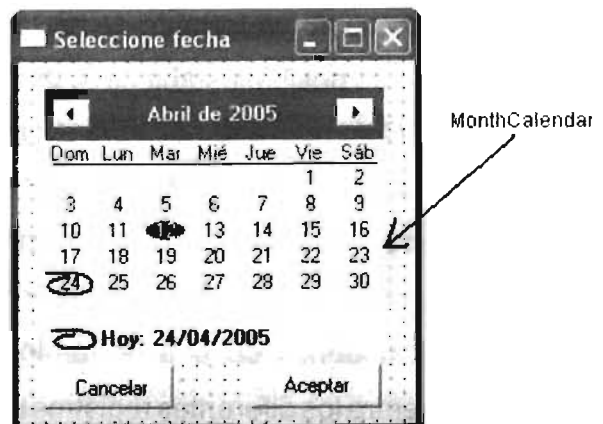 Seleccione fecha
Abril de 2005
MonthCalendar
Dom Lun Mar Mié Jue Vie Sáb
1 2
3 4 5 6 7 8 9
10 11 12 13 14 15 16
17 18 19 20 21 22 23
24 25 26 27 28 29 30
Hoy: 24/04/2005
Cancelar Aceptar